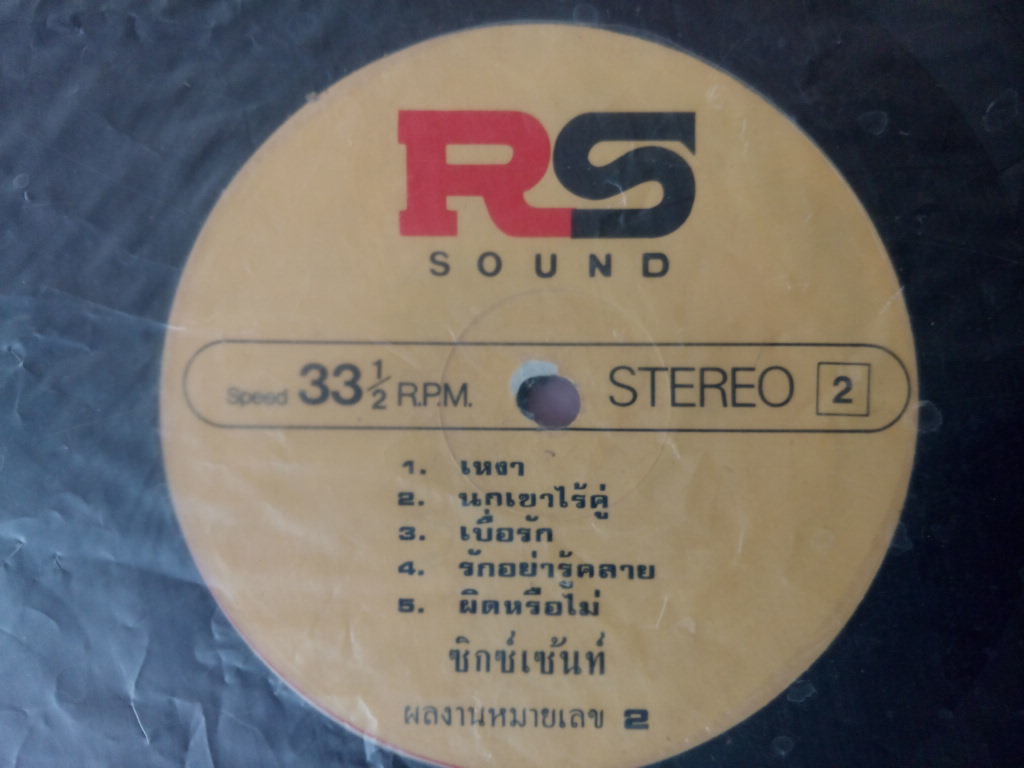 RS
SOUND
Speed 33 1/2 R.P.M. STEREO 2
1. เหงา
2. นกเขาไร้คู่
3. เบื่อรัก
4. รักอย่ารู้คลาย
5. ผิดหรือไม่
ซิกซ์เซ้นท์
ผลงานหมายเลข 2